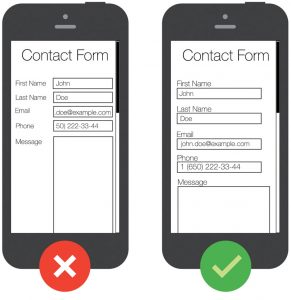 Contact Form
First Name John
Last Name Doe
Email .doe@example.com
Phone 50) 222-33-44
Message
Contact Form
First Name
John
Last Name
Doe
Email
john.doe@example.com
Phone
1 (650) 222-33-44
Message